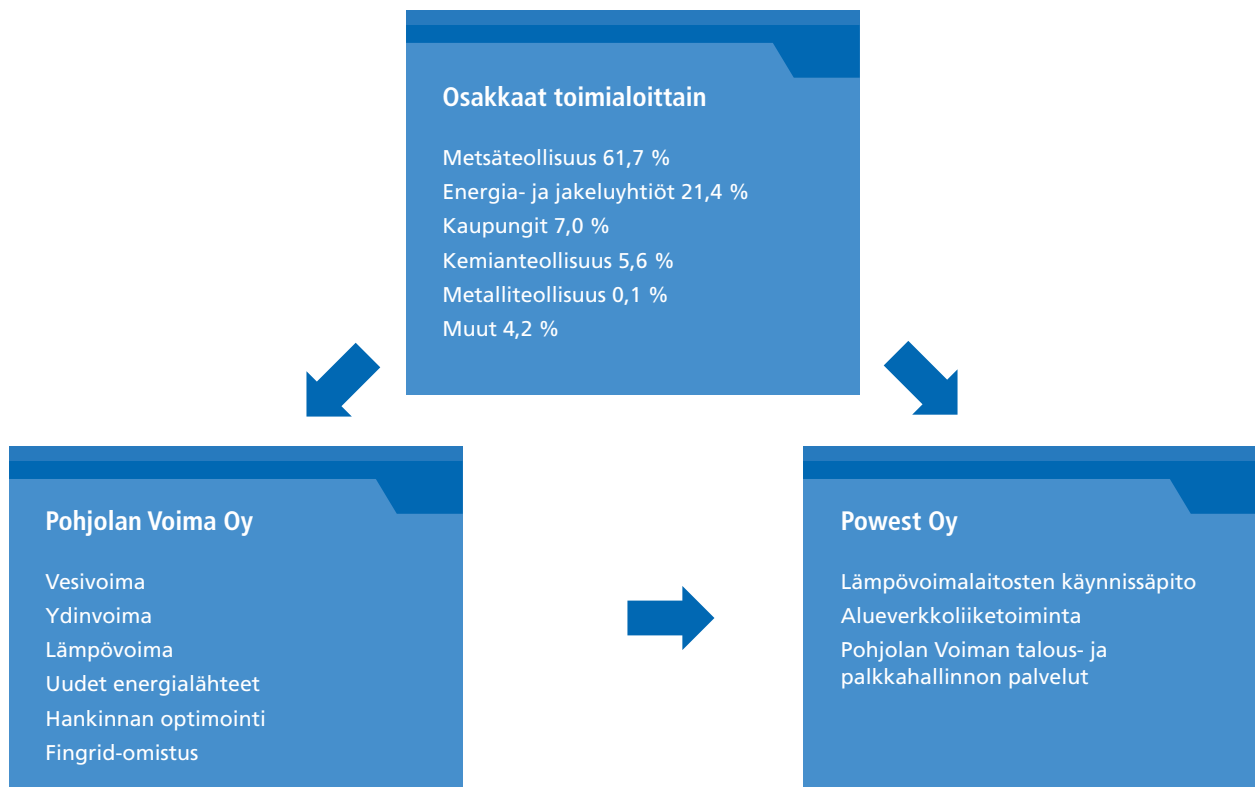 Osakkaat toimialoittain
Metsäteollisuus 61,7 %
Energia- ja jakeluyhtiöt 21,4 %
Kaupungit 7,0 %
Kemianteollisuus 5,6 %
Metalliteollisuus 0,1 %
Muut 4,2 %
Pohjolan Voima Oy
Vesivoima
Ydinvoima
Lämpövoima
Uudet energialähteet
Hankinnan optimointi
Fingrid-omistus
Powest Oy
Lämpövoimalaitosten käynnissäpito
Alueverkkoliiketoiminta
Pohjolan Voiman talous- ja
palkkahallinnon palvelut